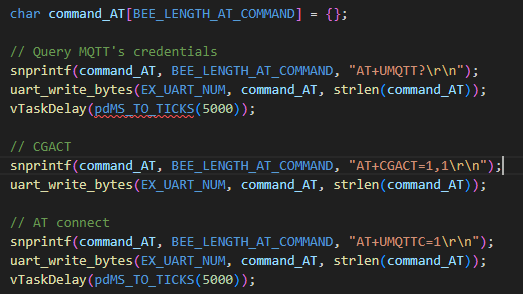 char command_AT[BEE_LENGTH_AT_COMMAND] = {};
// Query MQTT's credentials
snprintf(command_AT, BEE_LENGTH_AT_COMMAND, "AT+UMQTT?\r\n");
uart_write_bytes(EX_UART_NUM, command_AT, strlen(command_AT));
vTaskDelay(pdMS_TO_TICKS(5000));
// CGACT
snprintf(command_AT, BEE_LENGTH_AT_COMMAND, "AT+CGACT=1,1\r\n");
uart_write_bytes(EX_UART_NUM, command_AT, strlen(command_AT));
// AT connect
snprintf(command_AT, BEE_LENGTH_AT_COMMAND, "AT+UMQTTC=1\r\n");
uart_write_bytes(EX_UART_NUM, command_AT, strlen(command_AT));
vTaskDelay(pdMS_TO_TICKS(5000));